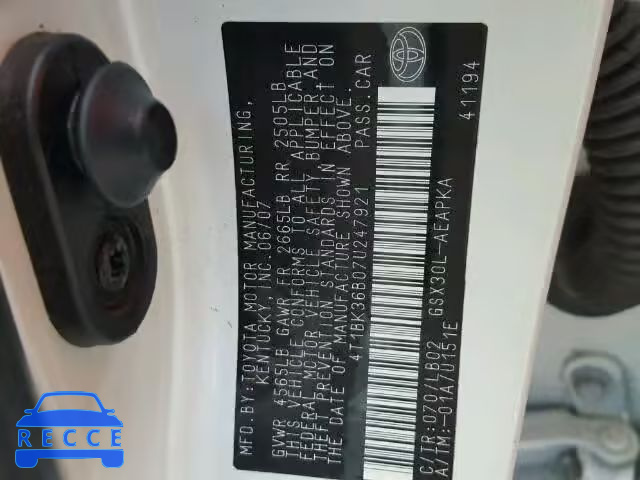 MFD. BY: TOYOTA MOTOR MANUFACTURING,
KENTUCKY, INC. 06/07
GVWR 4565LB GAWR FR 2665LB RR 2505LB
THIS VEHICLE CONFORMS TO ALL APPLICABLE
FEDERAL MOTOR VEHICLE SAFETY, BUMPER, AND
THEFT PREVENTION STANDARDS IN EFFECT ON
THE DATE OF MANUFACTURE SHOWN ABOVE.
4T1BK36B07U247921 PASS.CAR
C/TR:070/LB02 GSX30L-AEAPKA
A/TM:-01A/U151E 41194
RECCE